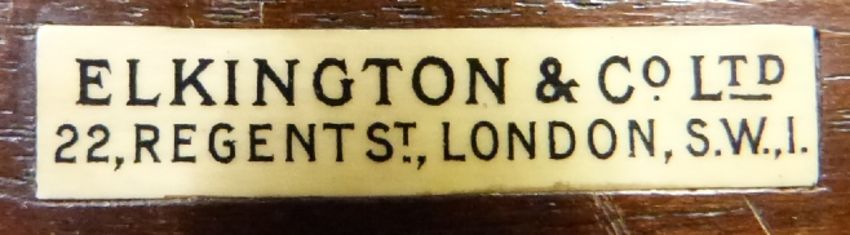 ELKINGTON & Co. LTD
22, REGENT ST., LONDON, S.W.,1.